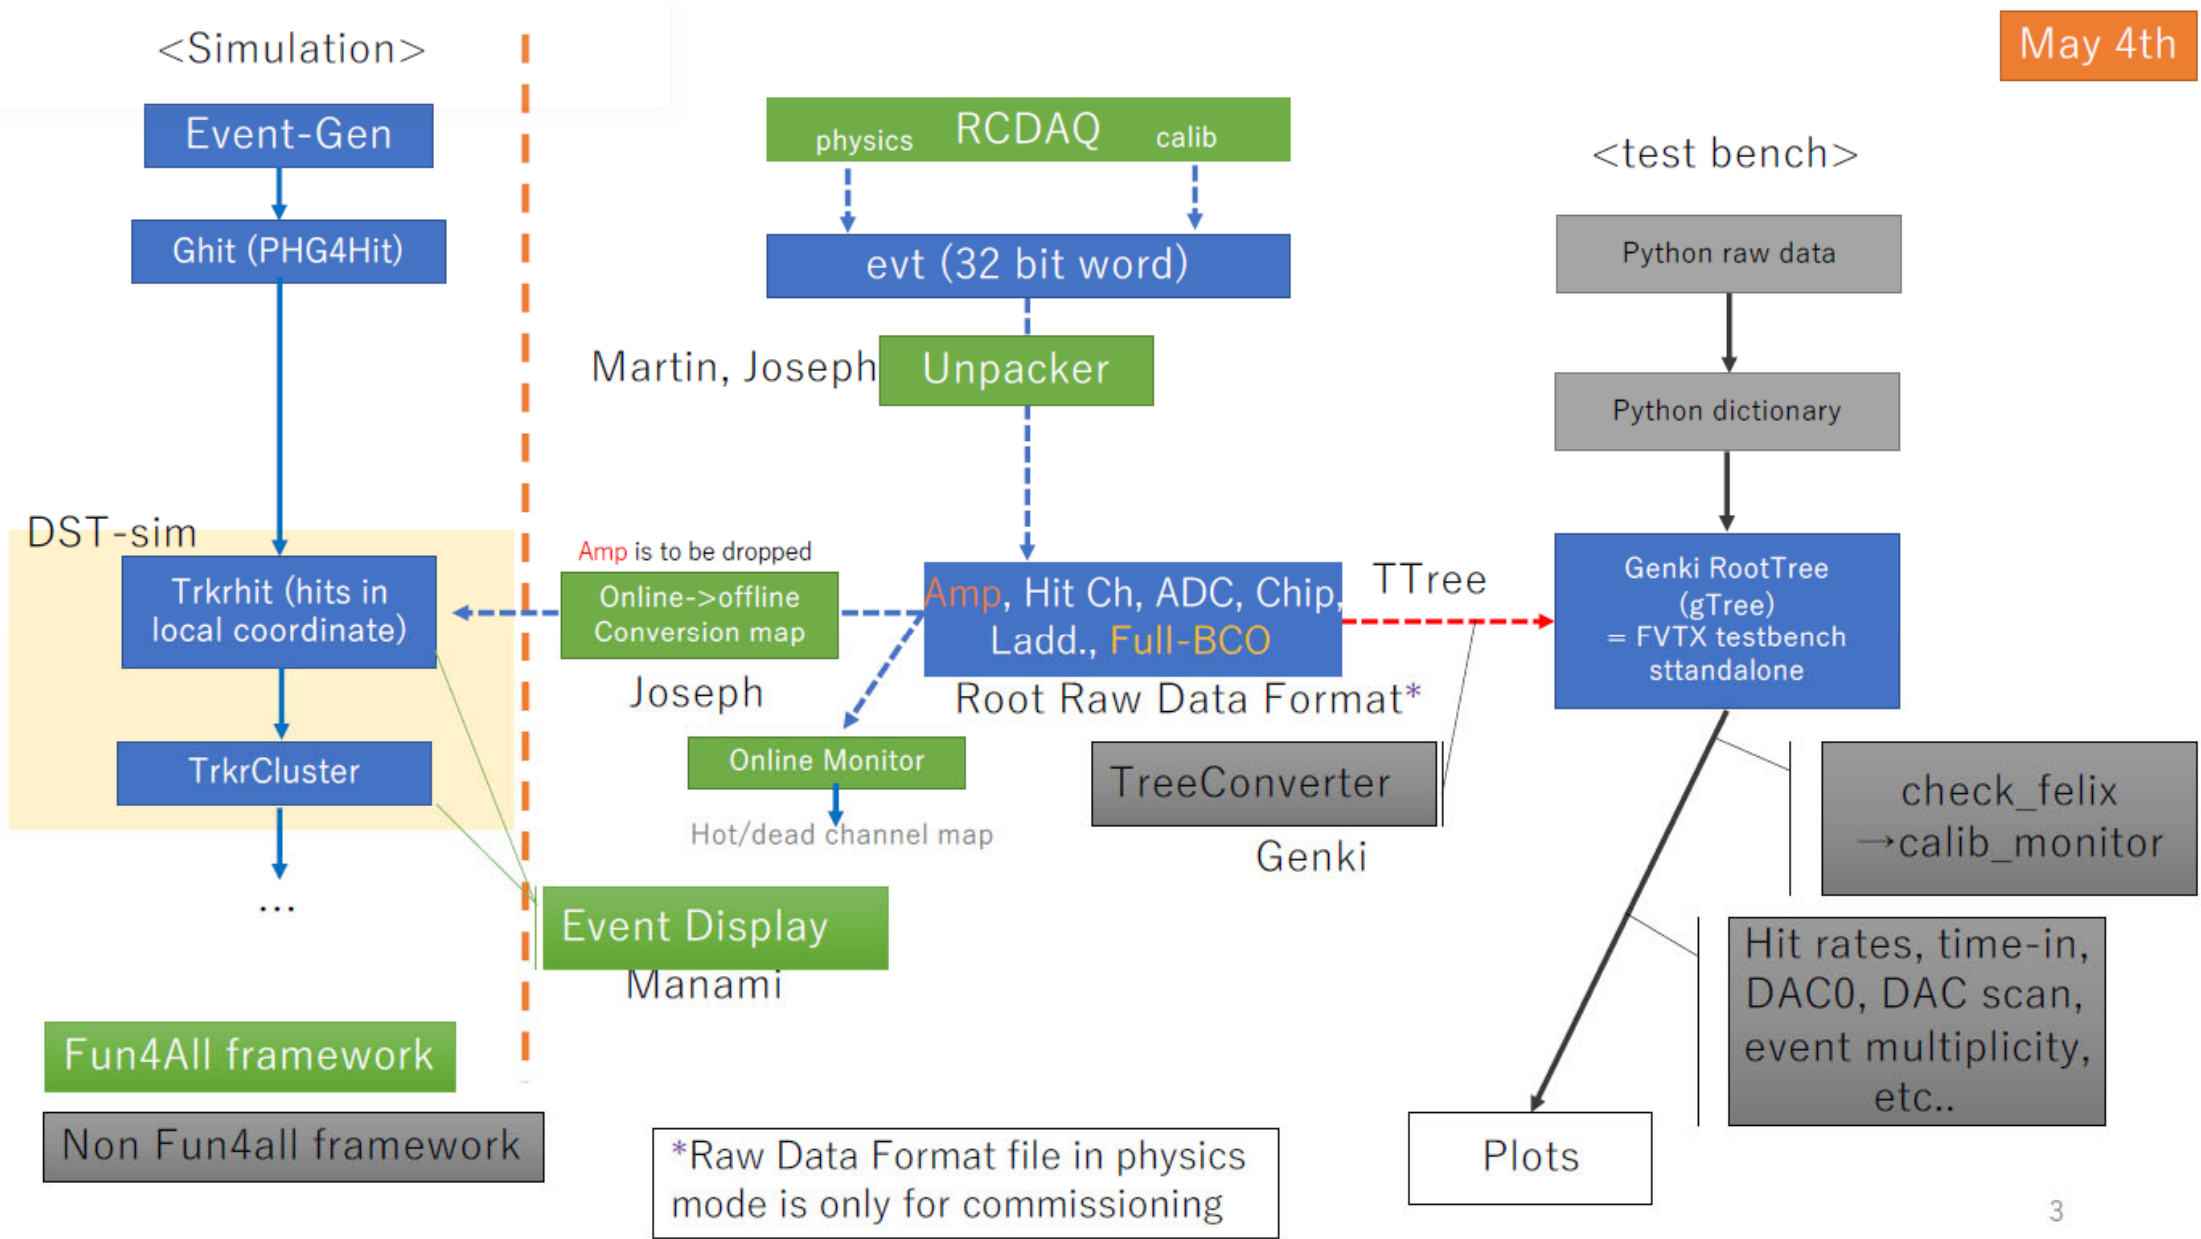 <Simulation>
May 4th
Event-Gen
physics RCDAQ calib
<test bench>
Ghit (PHG4Hit)
evt (32 bit word)
Python raw data
Martin, Joseph
Unpacker
Python dictionary
DST-sim
Trkrhit (hits in
local coordinate)
Amp is to be dropped
Online->offline
Conversion map
Joseph
Amp, Hit Ch, ADC, Chip,
Ladd., Full-BCO
Root Raw Data Format*
TTree
Genki RootTree
(gTree)
= FVTX testbench
sttandalone
TrkrCluster
Online Monitor
Hot/dead channel map
TreeConverter
Genki
check_felix
→calib_monitor
...
Event Display
Manami
Hit rates, time-in,
DAC0, DAC scan,
event multiplicity,
etc..
Fun4All framework
Non Fun4all framework
*Raw Data Format file in physics
mode is only for commissioning
Plots
3